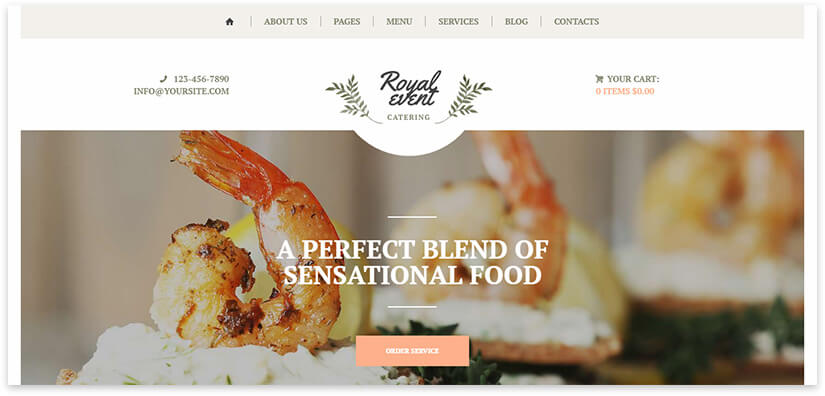 ABOUT US PAGES MENU SERVICES BLOG CONTACTS
123-456-7890
INFO@YOURSITE.COM
Royal
event
CATERING
YOUR CART:
0 ITEMS $0.00
A PERFECT BLEND OF
SENSATIONAL FOOD
ORDER SERVICE